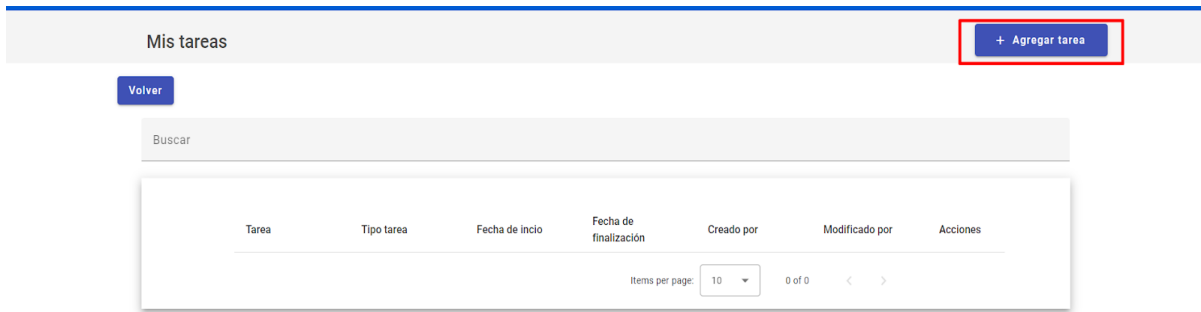 Mis tareas
+ Agregar tarea
Volver
Buscar
Tarea Tipo tarea Fecha de incio Fecha de finalización Creado por Modificado por Acciones
Items per page: 10 0 of 0